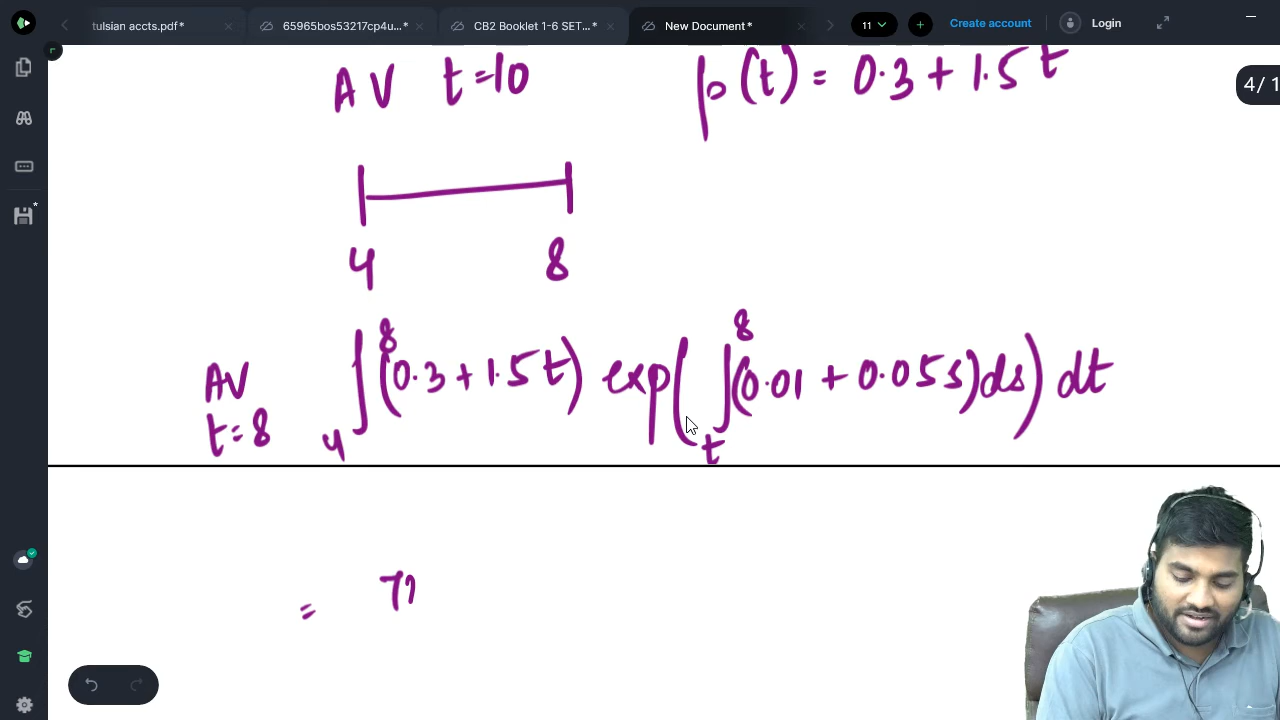 tulsian accts.pdf*
65965bos53217cp4u...*
CB2 Booklet 1-6 SET...*
New Document*
11
Create account
Login
4/1
AV t=10
p(t) = 0.3 + 1.5t
4 8
AV t=8 ∫₄⁸ (0.3 + 1.5t) exp(∫ₜ⁸ (0.01 + 0.05s)ds) dt
=